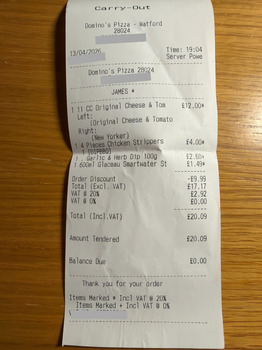 Carry-Out
Domino's Pizza - Watford
28024
13/04/2026 Time: 19:04
Server Powe
Domino's Pizza 28024
JAMES *
1 11 CC Original Cheese & Tom £12.00*
Left:
(Original Cheese & Tomato
Right:
(New Yorker)
1 4 Pieces Chicken Strippers £4.00*
1 Garlic & Herb Dip 100g
1 600ml Glaceau Smartwater St
Order Discount -£9.99
Total (Excl. VAT) £17.17
VAT @ 20% £2.92
VAT @ 0% £0.00
Total (Incl.VAT) £20.09
Amount Tendered £20.09
Balance Due £0.00
Thank you for your order
Items Marked * Incl VAT @ 20%
Items Marked + Incl VAT @ 0%